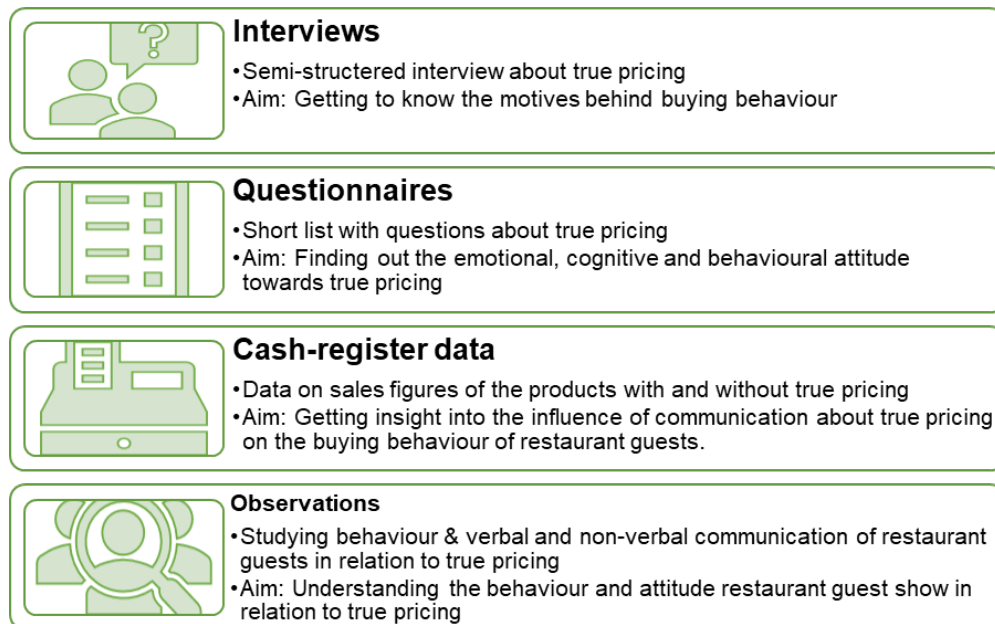 ?
Interviews
•Semi-structered interview about true pricing
•Aim: Getting to know the motives behind buying behaviour
Questionnaires
•Short list with questions about true pricing
•Aim: Finding out the emotional, cognitive and behavioural attitude
towards true pricing
Cash-register data
•Data on sales figures of the products with and without true pricing
•Aim: Getting insight into the influence of communication about true pricing
on the buying behaviour of restaurant guests.
Observations
•Studying behaviour & verbal and non-verbal communication of restaurant
guests in relation to true pricing
•Aim: Understanding the behaviour and attitude restaurant guest show in
relation to true pricing